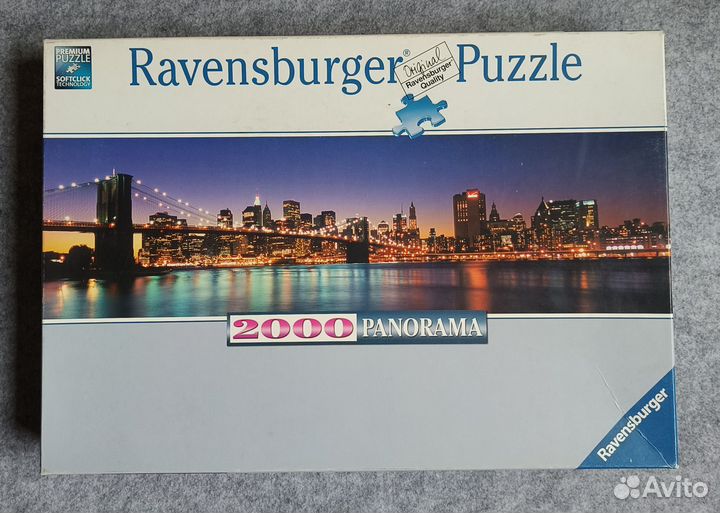 PREMIUM
PUZZLE
SOFTCLICK
TECHNOLOGY
Ravensburger® Puzzle
Original
Ravensburger
Quality
2000 PANORAMA
Ravensburger
Avito